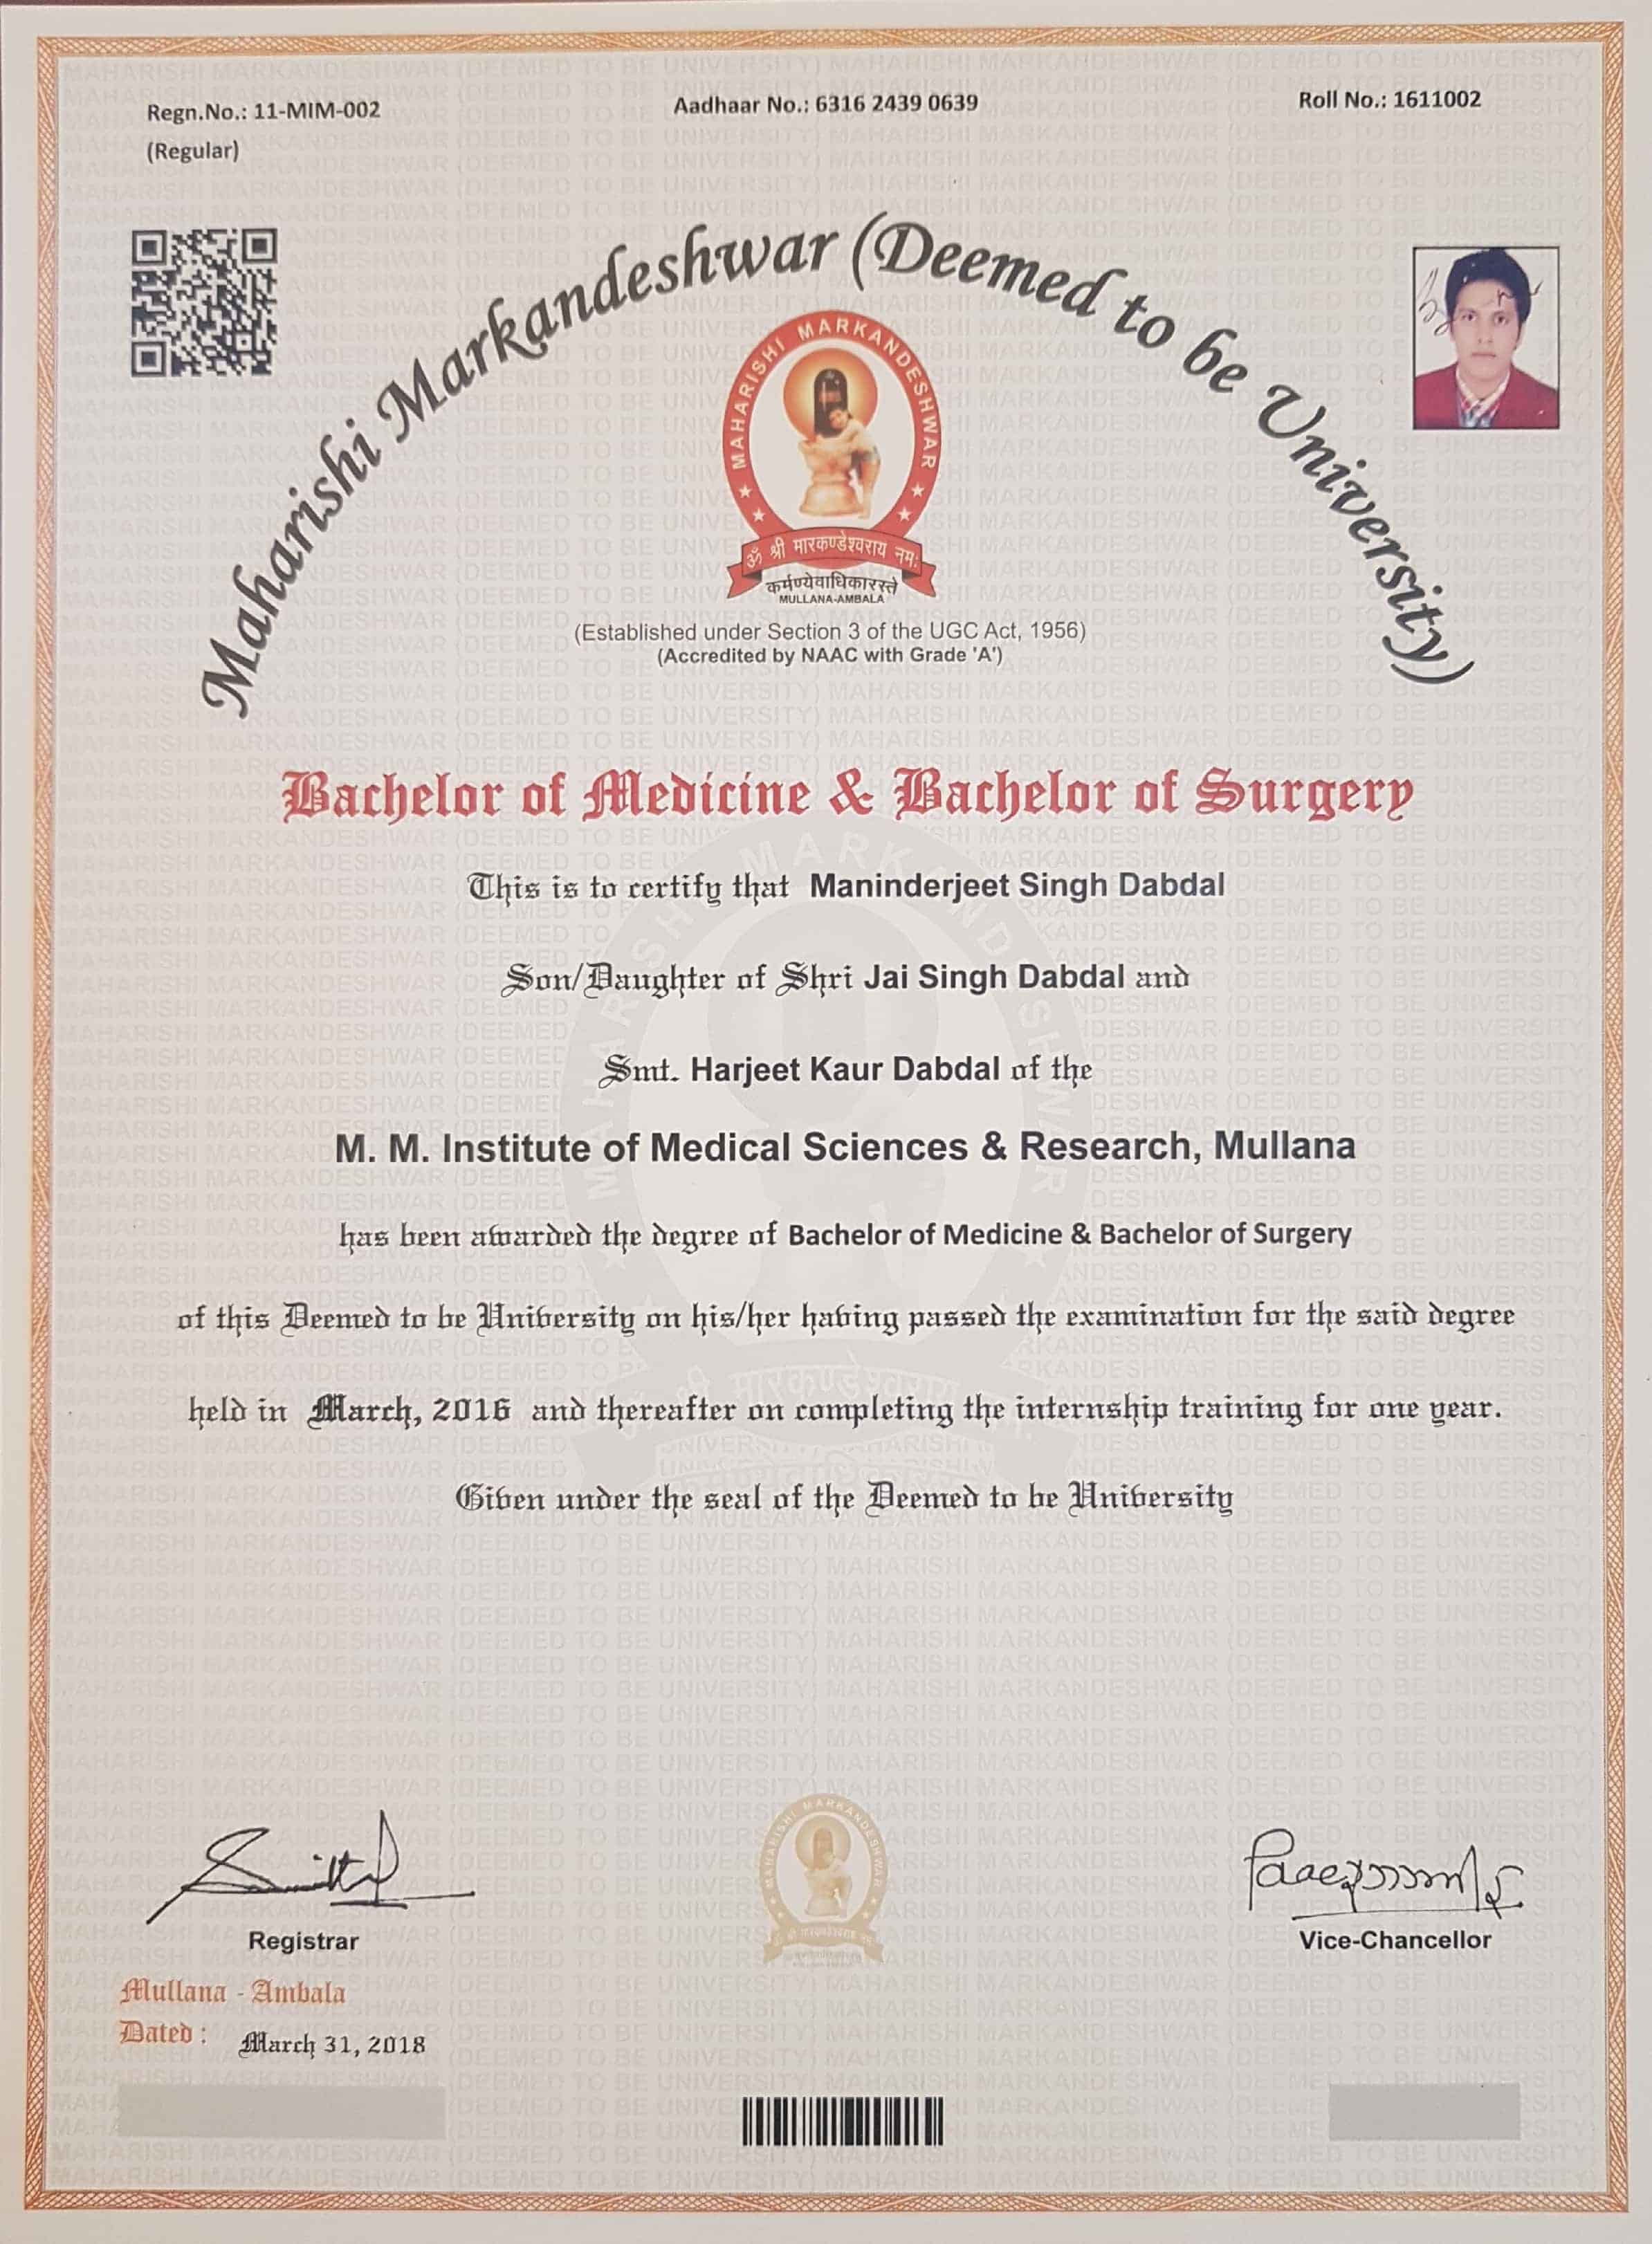 Regn.No.: 11-MIM-002
(Regular)
Aadhaar No.: 6316 2439 0639
Roll No.: 1611002
Maharishi Markandeshwar (Deemed to be University)
MAHARISHI MARKANDESHWAR
ॐ श्री मारकण्डेश्वराय नमः
कर्मण्येवाधिकारस्ते
MULLANA-AMBALA
(Established under Section 3 of the UGC Act, 1956)
(Accredited by NAAC with Grade 'A')
Bachelor of Medicine & Bachelor of Surgery
This is to certify that Maninderjeet Singh Dabdal
Son/Daughter of Shri Jai Singh Dabdal and
Smt. Harjeet Kaur Dabdal of the
M. M. Institute of Medical Sciences & Research, Mullana
has been awarded the degree of Bachelor of Medicine & Bachelor of Surgery
of this Deemed to be University on his/her having passed the examination for the said degree
held in March, 2016 and thereafter on completing the internship training for one year.
Given under the seal of the Deemed to be University
MAHARISHI MARKANDESHWAR
Registrar
Vice-Chancellor
Mullana - Ambala
Dated : March 31, 2018